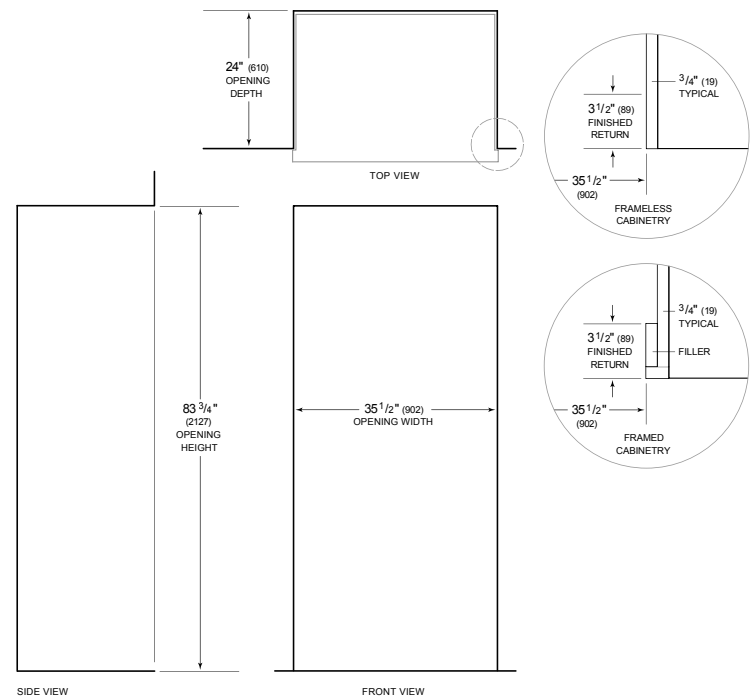 24" (610)
OPENING
DEPTH
TOP VIEW
3/4" (19)
TYPICAL
3 1/2" (89)
FINISHED
RETURN
35 1/2"
(902)
FRAMELESS
CABINETRY
3/4" (19)
TYPICAL
3 1/2" (89)
FINISHED
RETURN
FILLER
35 1/2"
(902)
FRAMED
CABINETRY
83 3/4"
(2127)
OPENING
HEIGHT
35 1/2" (902)
OPENING WIDTH
SIDE VIEW
FRONT VIEW